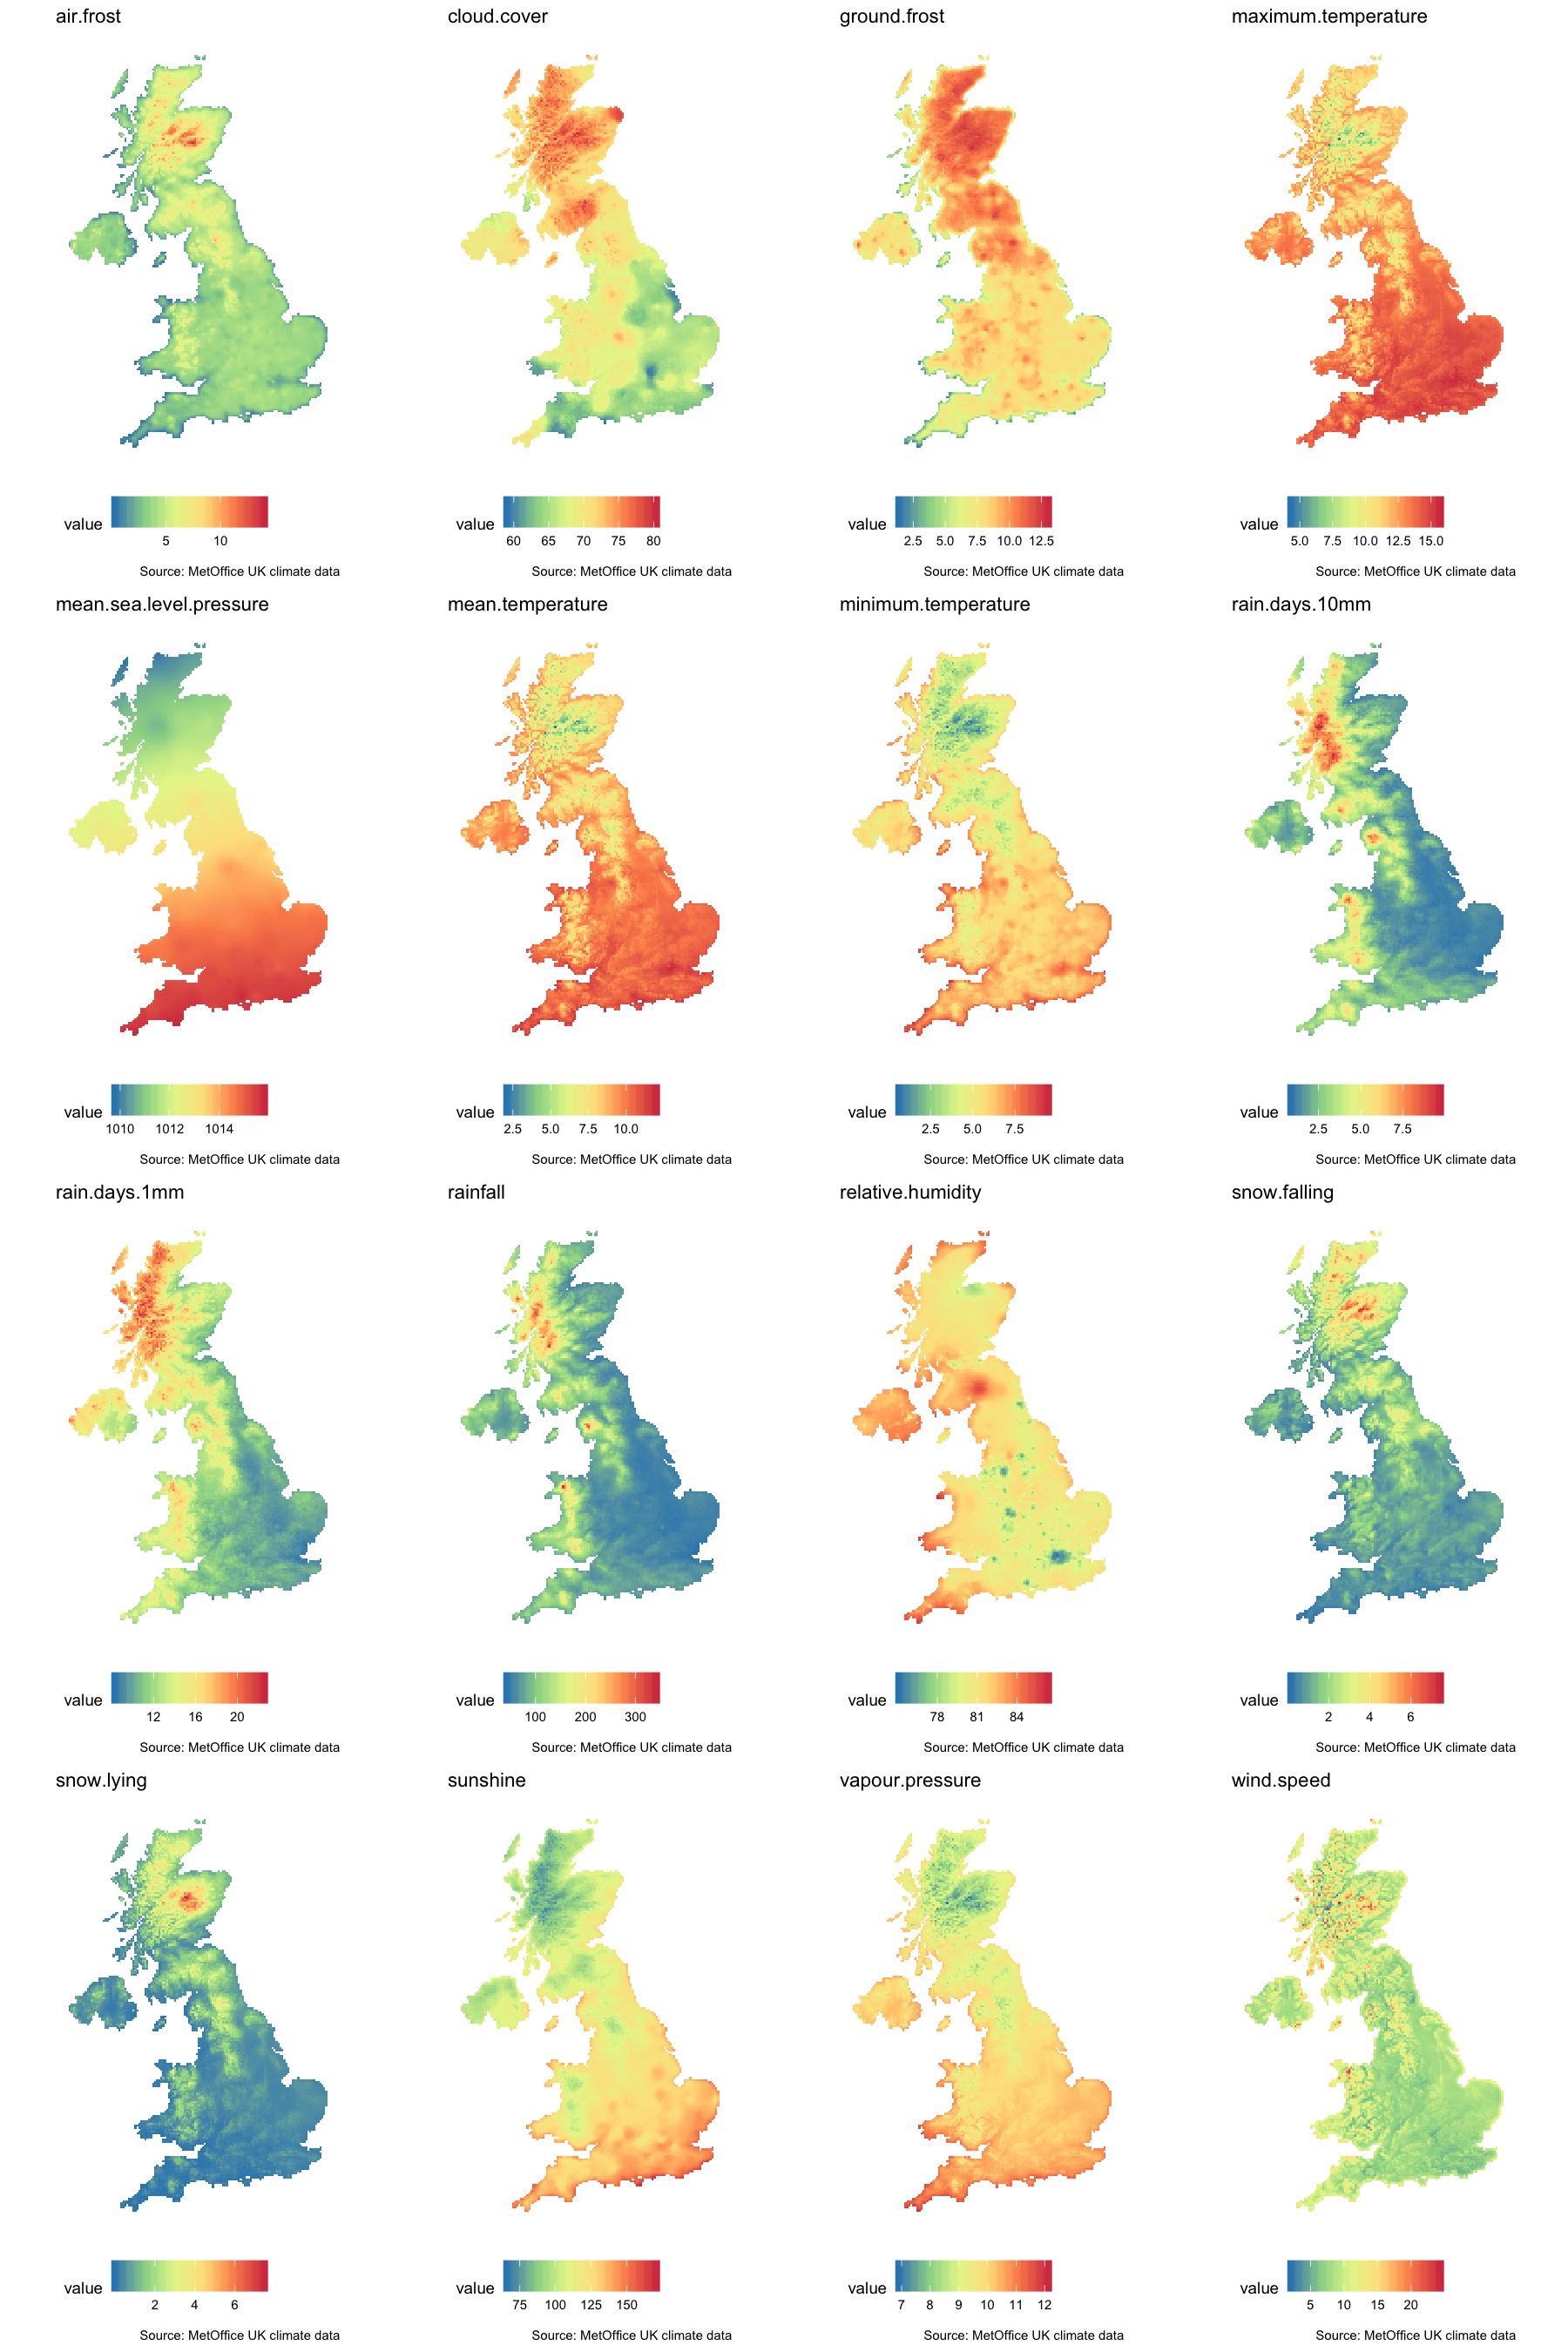 air.frost cloud.cover ground.frost maximum.temperature
value 5 10 value 60 65 70 75 80 value 2.5 5.0 7.5 10.0 12.5 value 5.0 7.5 10.0 12.5 15.0
Source: MetOffice UK climate data Source: MetOffice UK climate data Source: MetOffice UK climate data Source: MetOffice UK climate data
mean.sea.level.pressure mean.temperature minimum.temperature rain.days.10mm
value 1010 1012 1014 value 2.5 5.0 7.5 10.0 value 2.5 5.0 7.5 value 2.5 5.0 7.5
Source: MetOffice UK climate data Source: MetOffice UK climate data Source: MetOffice UK climate data Source: MetOffice UK climate data
rain.days.1mm rainfall relative.humidity snow.falling
value 12 16 20 value 100 200 300 value 78 81 84 value 2 4 6
Source: MetOffice UK climate data Source: MetOffice UK climate data Source: MetOffice UK climate data Source: MetOffice UK climate data
snow.lying sunshine vapour.pressure wind.speed
value 2 4 6 value 75 100 125 150 value 7 8 9 10 11 12 value 5 10 15 20
Source: MetOffice UK climate data Source: MetOffice UK climate data Source: MetOffice UK climate data Source: MetOffice UK climate data